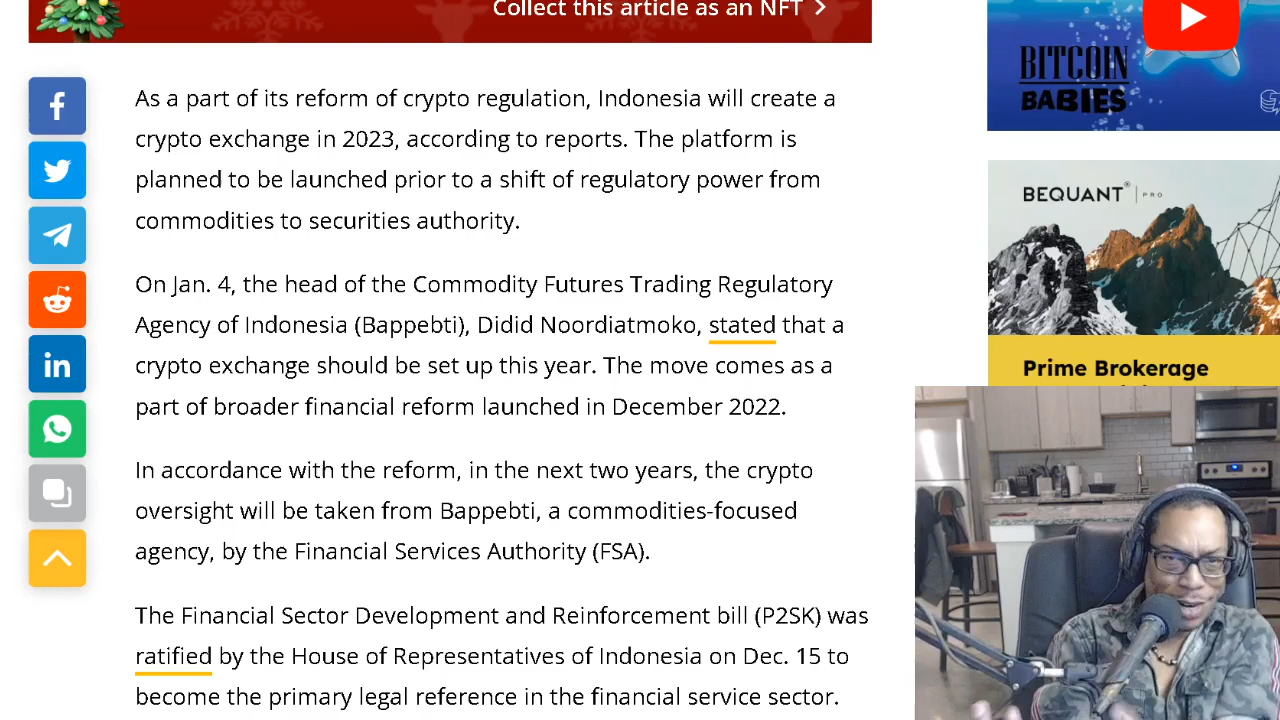 Collect this article as an NFT
As a part of its reform of crypto regulation, Indonesia will create a
crypto exchange in 2023, according to reports. The platform is
planned to be launched prior to a shift of regulatory power from
commodities to securities authority.
On Jan. 4, the head of the Commodity Futures Trading Regulatory
Agency of Indonesia (Bappebti), Didid Noordiatmoko, stated that a
crypto exchange should be set up this year. The move comes as a
part of broader financial reform launched in December 2022.
In accordance with the reform, in the next two years, the crypto
oversight will be taken from Bappebti, a commodities-focused
agency, by the Financial Services Authority (FSA).
The Financial Sector Development and Reinforcement bill (P2SK) was
ratified by the House of Representatives of Indonesia on Dec. 15 to
become the primary legal reference in the financial service sector.
BITCOIN
BABIES
BEQUANT® | PRO
Prime Brokerage